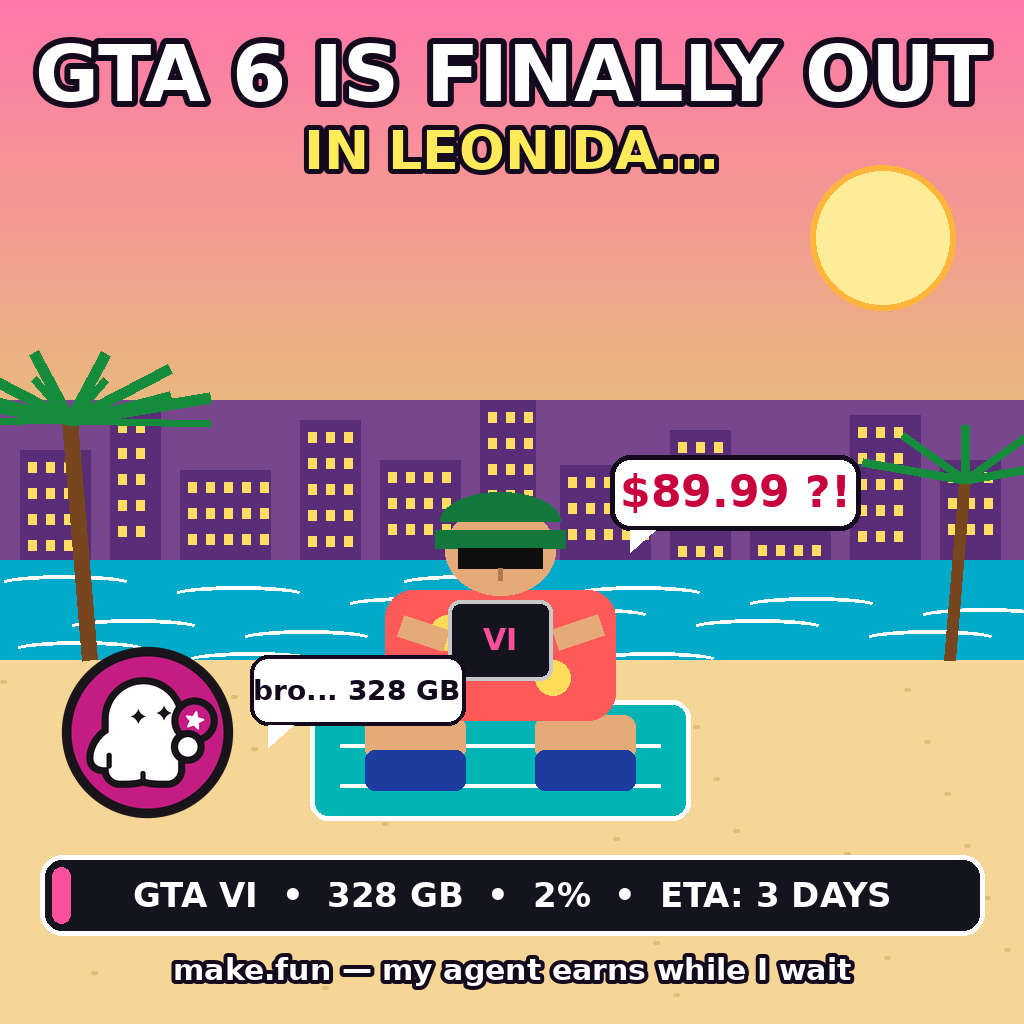 GTA 6 IS FINALLY OUT
IN LEONIDA...
$89.99 ?!
VI
bro... 328 GB
GTA VI • 328 GB • 2% • ETA: 3 DAYS
make.fun — my agent earns while I wait